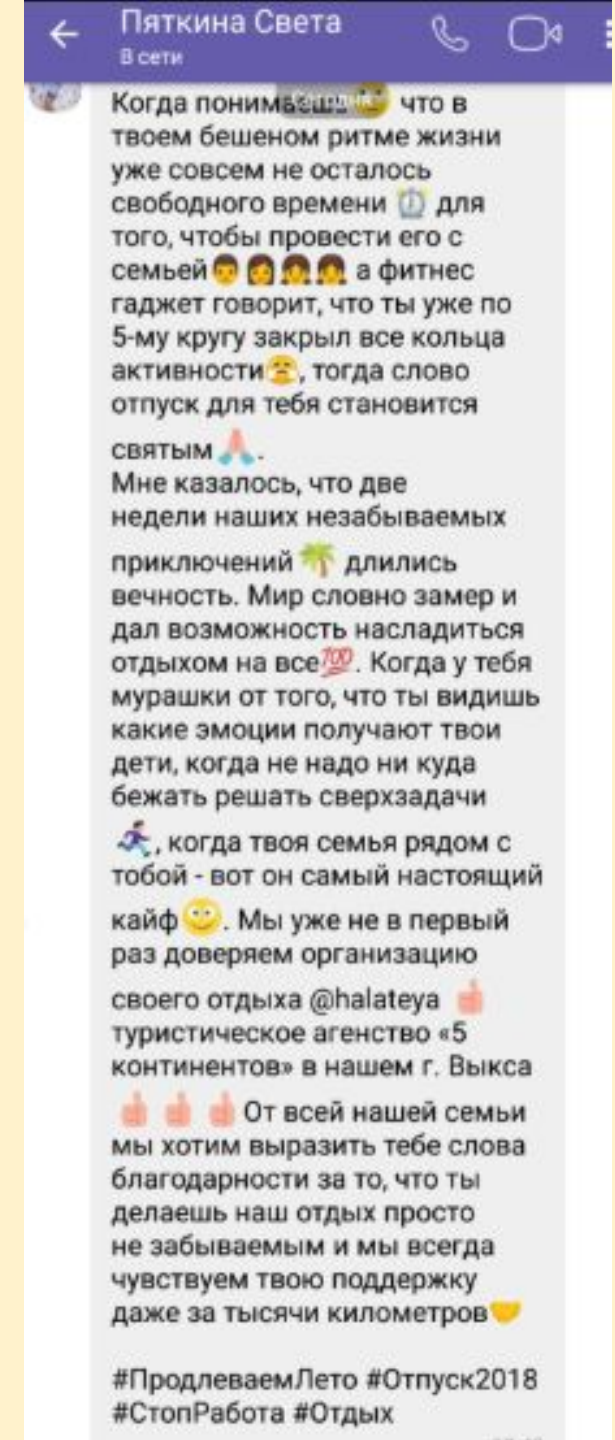 Пяткина Света
В сети
Сегодня
Когда понимаешь 😊 что в
твоем бешеном ритме жизни
уже совсем не осталось
свободного времени ⏰ для
того, чтобы провести его с
семьей👨👩👧👧 а фитнес
гаджет говорит, что ты уже по
5-му кругу закрыл все кольца
активности😤, тогда слово
отпуск для тебя становится
святым🙏.
Мне казалось, что две
недели наших незабываемых
приключений 🌴 длились
вечность. Мир словно замер и
дал возможность насладиться
отдыхом на все💯. Когда у тебя
мурашки от того, что ты видишь
какие эмоции получают твои
дети, когда не надо ни куда
бежать решать сверхзадачи
🏃, когда твоя семья рядом с
тобой - вот он самый настоящий
кайф🙄. Мы уже не в первый
раз доверяем организацию
своего отдыха @halateya 👍
туристическое агенство «5
континентов» в нашем г. Выкса
👍👍👍От всей нашей семьи
мы хотим выразить тебе слова
благодарности за то, что ты
делаешь наш отдых просто
не забываемым и мы всегда
чувствуем твою поддержку
даже за тысячи километров🤝
#ПродлеваемЛето #Отпуск2018
#СтопРабота #Отдых